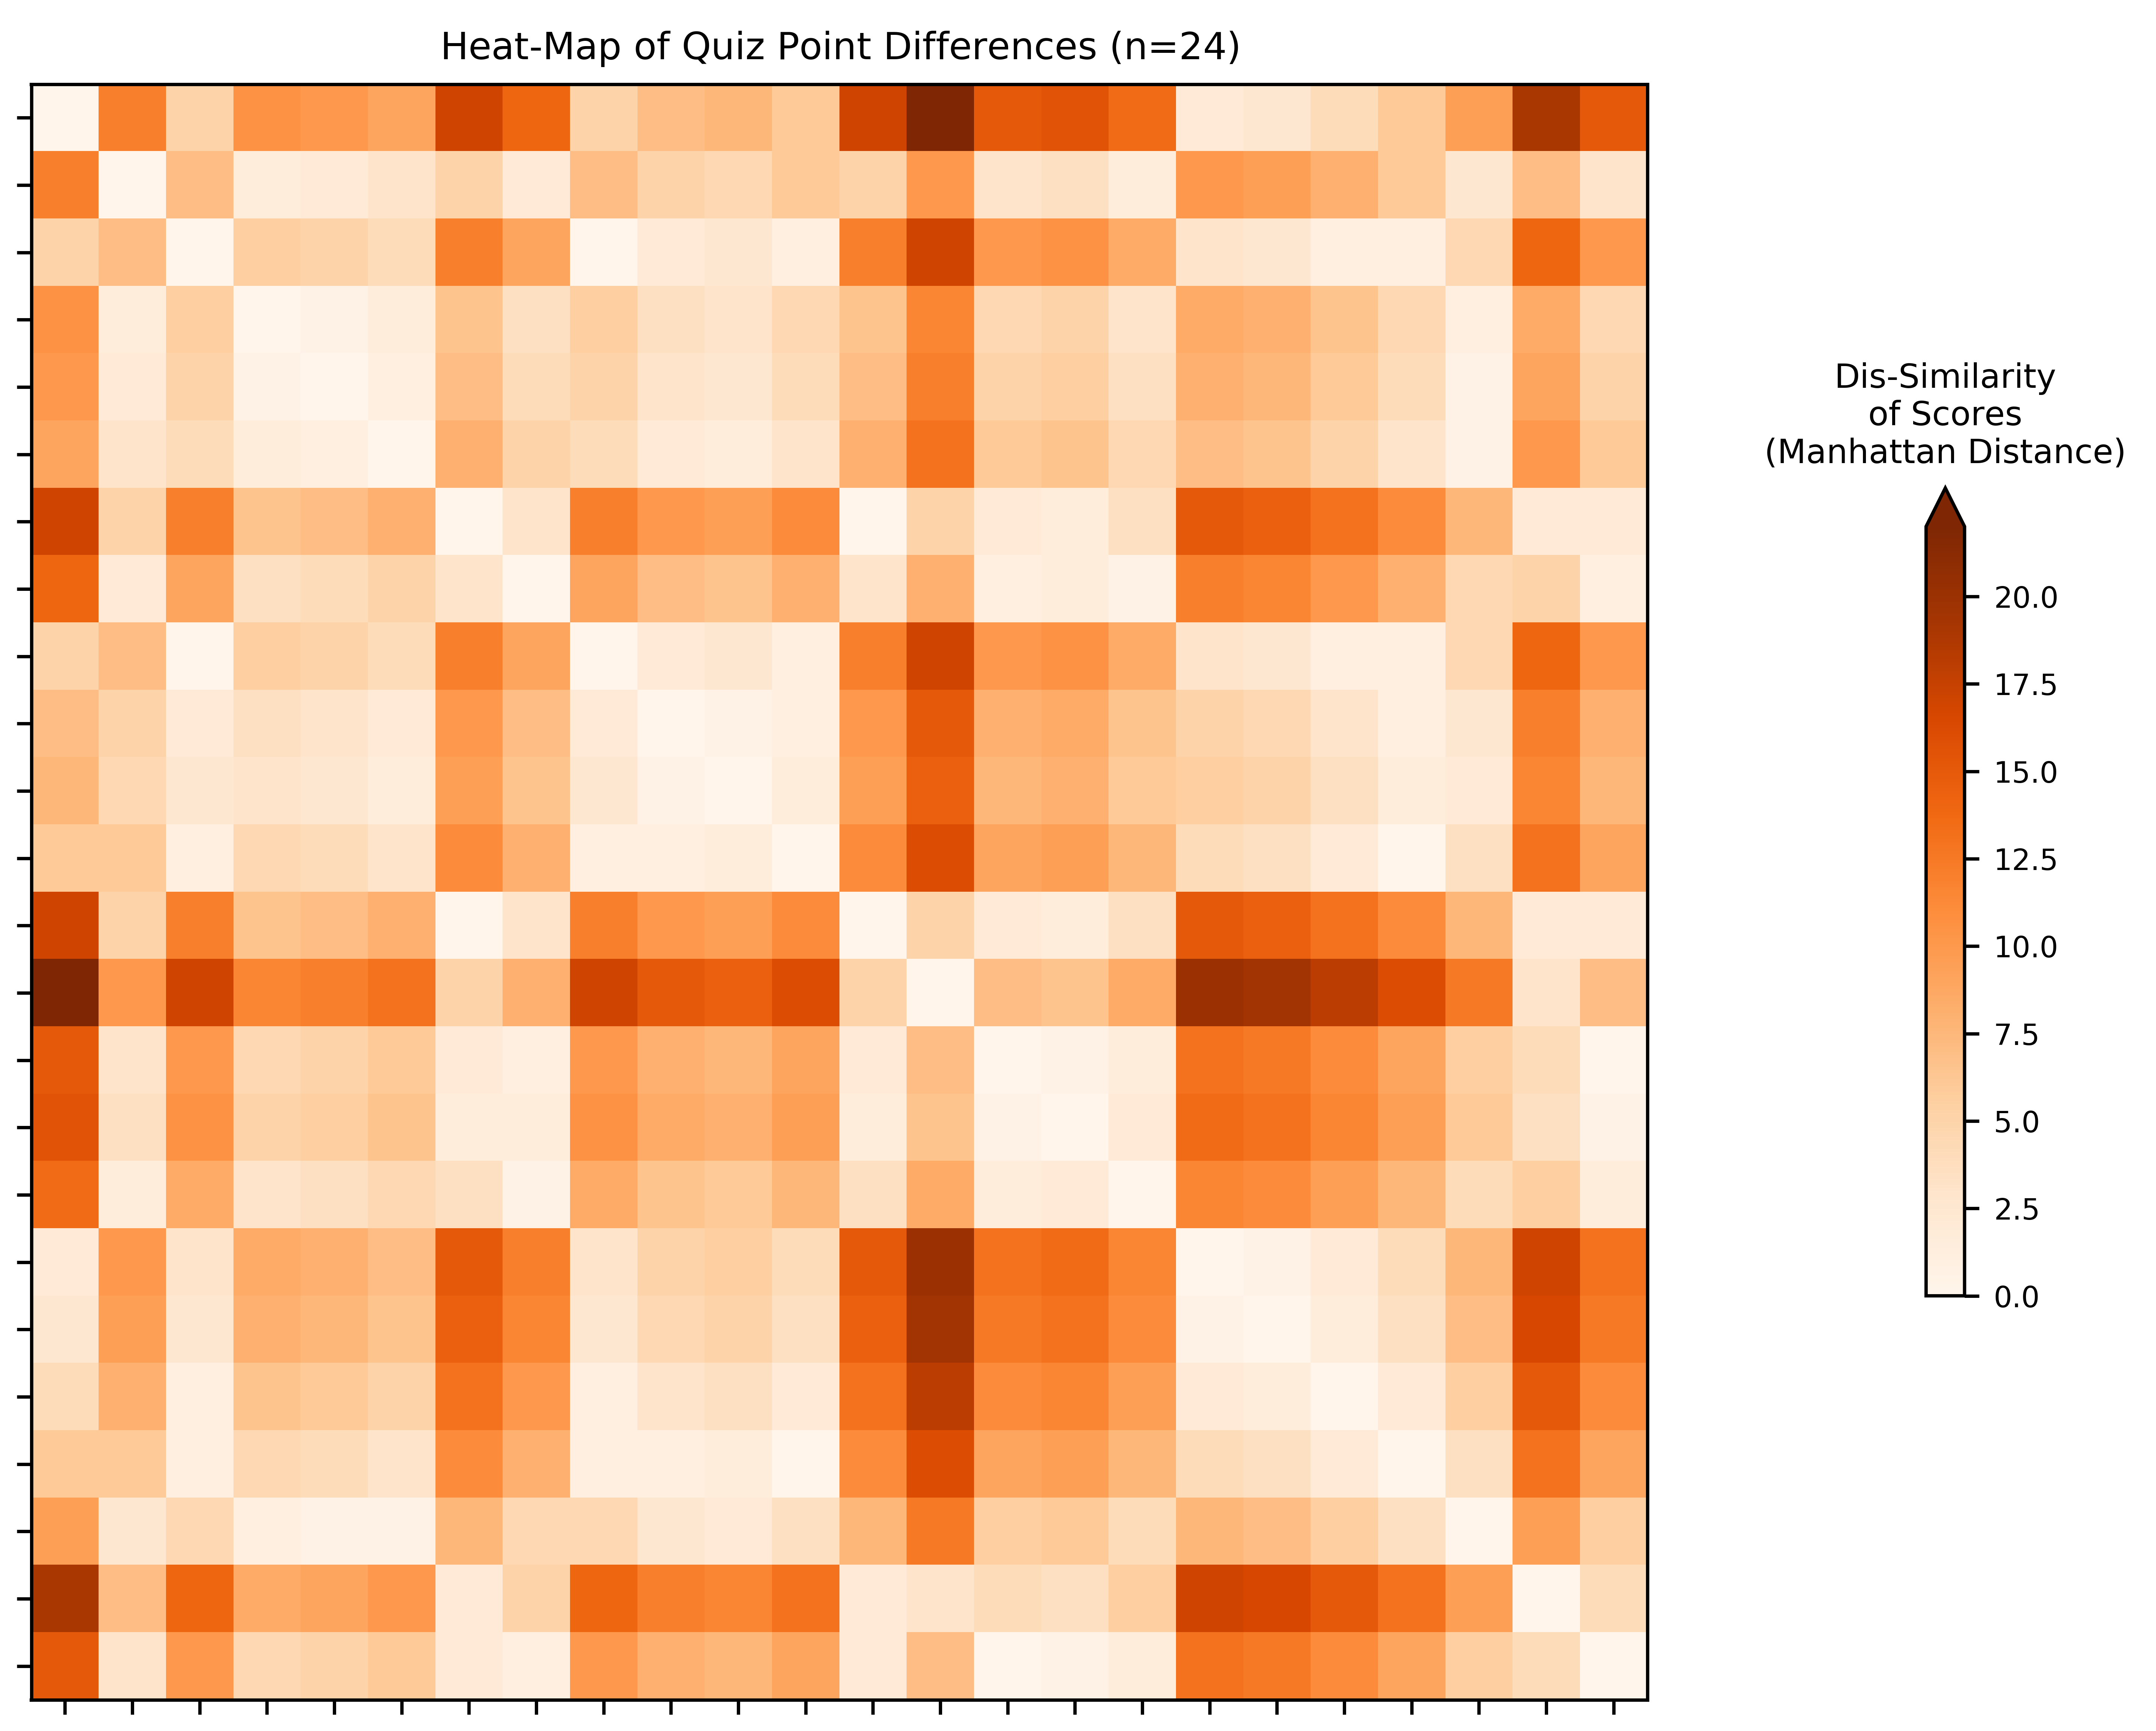 Heat-Map of Quiz Point Differences (n=24)
Dis-Similarity
of Scores
(Manhattan Distance)
20.0
17.5
15.0
12.5
10.0
7.5
5.0
2.5
0.0